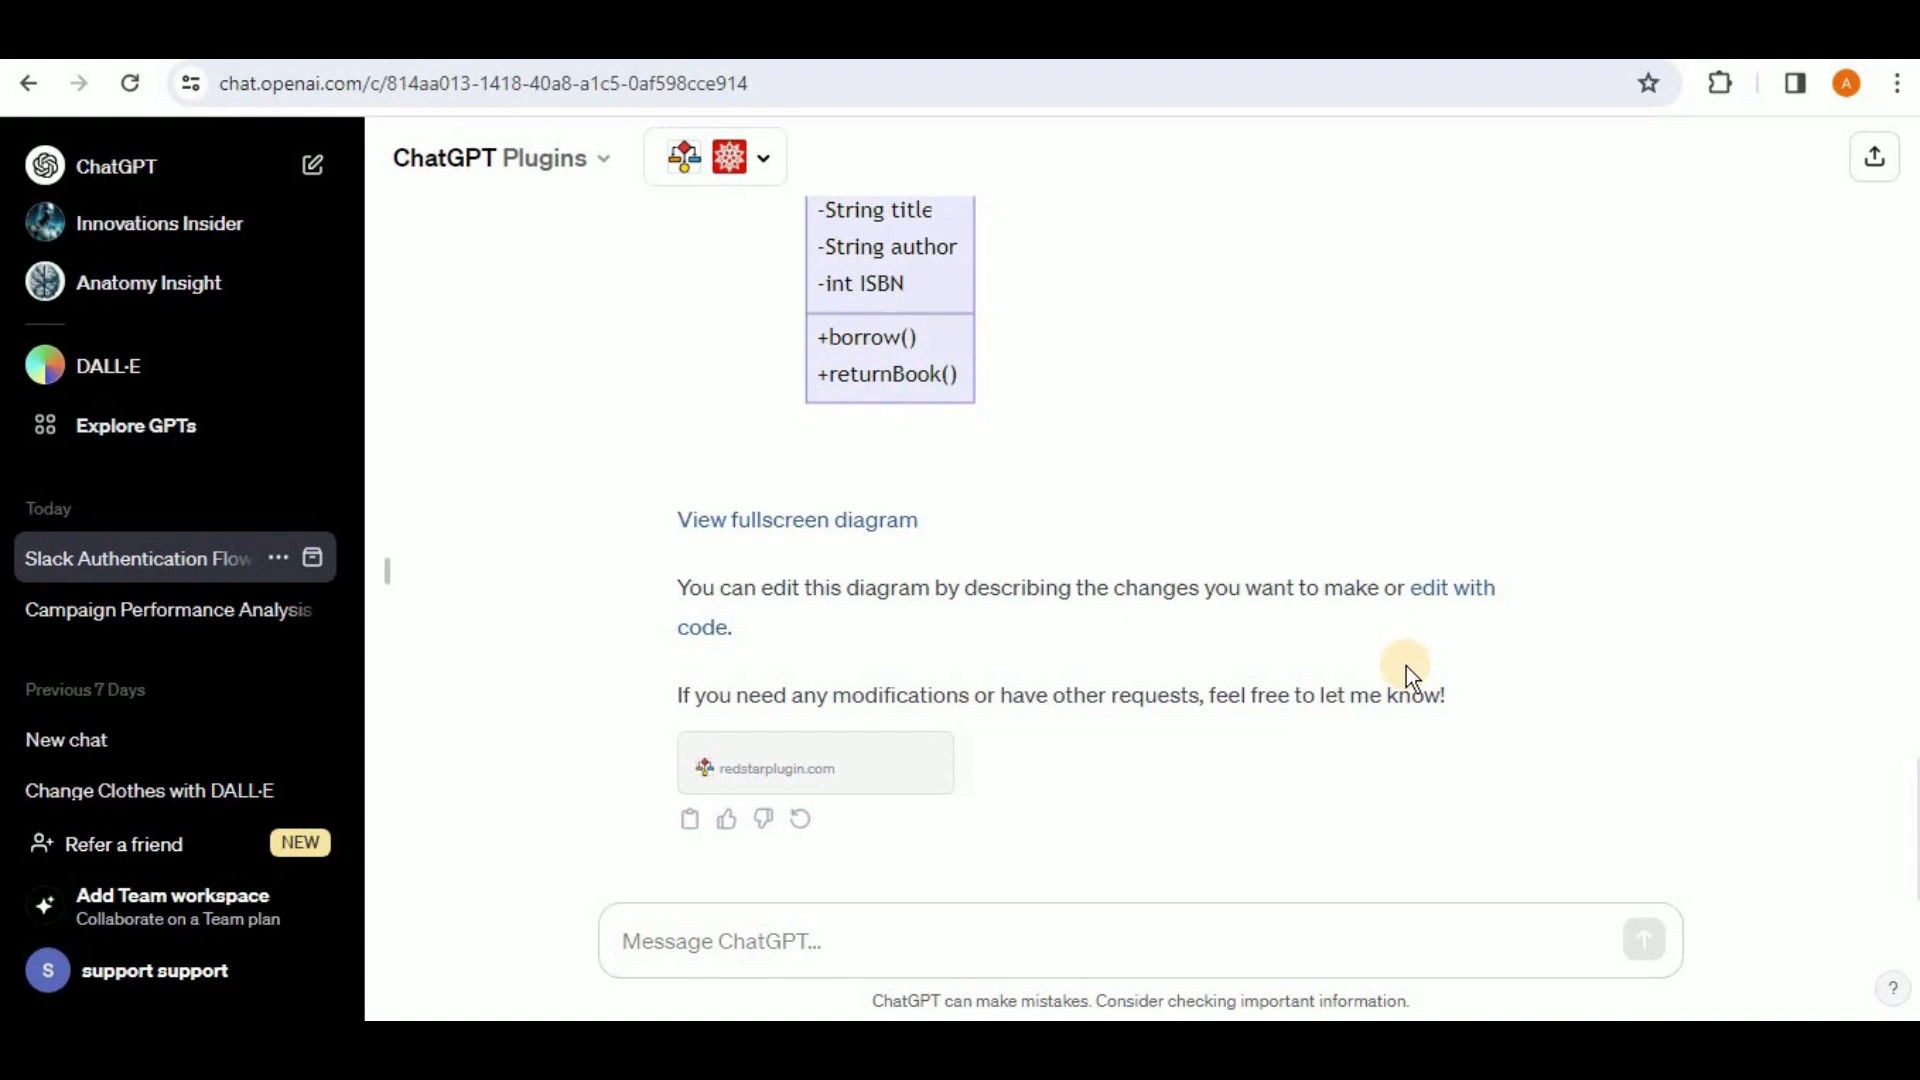 chat.openai.com/c/814aa013-1418-40a8-a1c5-0af598cce914
A
ChatGPT
Innovations Insider
Anatomy Insight
DALL·E
Explore GPTs
Today
Slack Authentication Flow
Campaign Performance Analysis
Previous 7 Days
New chat
Change Clothes with DALL·E
Refer a friend
NEW
Add Team workspace
Collaborate on a Team plan
S
support support
ChatGPT Plugins
-String title
-String author
-int ISBN
+borrow()
+returnBook()
View fullscreen diagram
You can edit this diagram by describing the changes you want to make or edit with
code.
If you need any modifications or have other requests, feel free to let me know!
redstarplugin.com
Message ChatGPT...
ChatGPT can make mistakes. Consider checking important information.
?